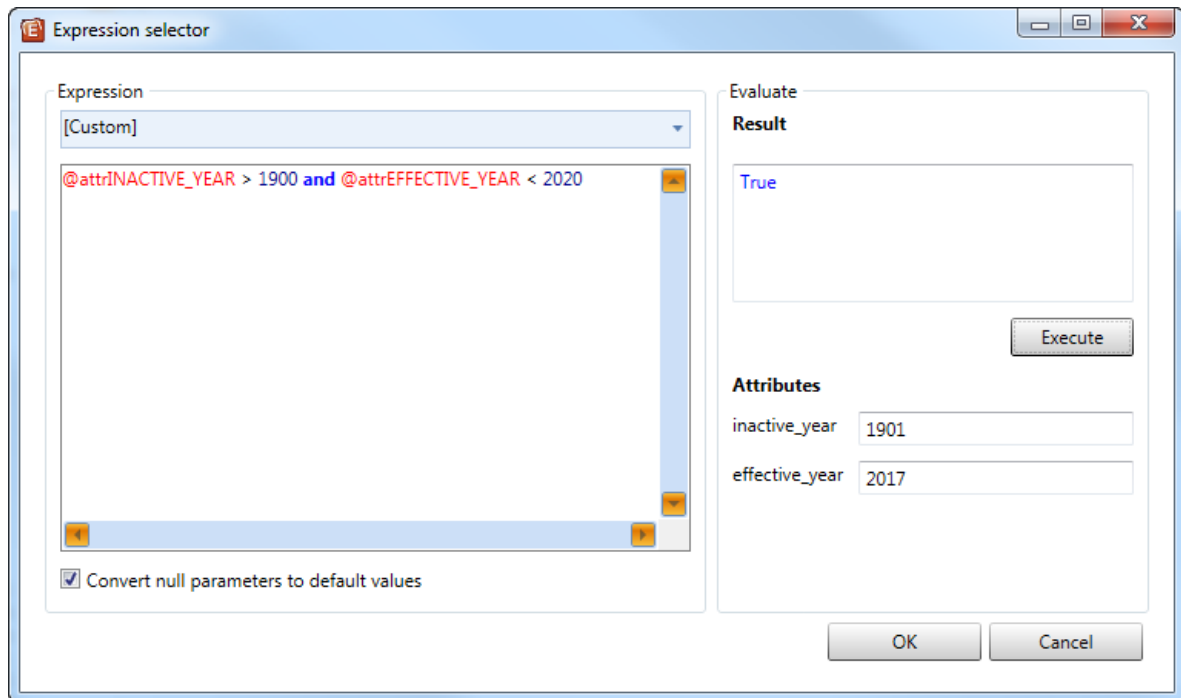 Expression selector
Expression
[Custom]
@attrINACTIVE_YEAR > 1900 and @attrEFFECTIVE_YEAR < 2020
Convert null parameters to default values
Evaluate
Result
True
Execute
Attributes
inactive_year 1901
effective_year 2017
OK Cancel